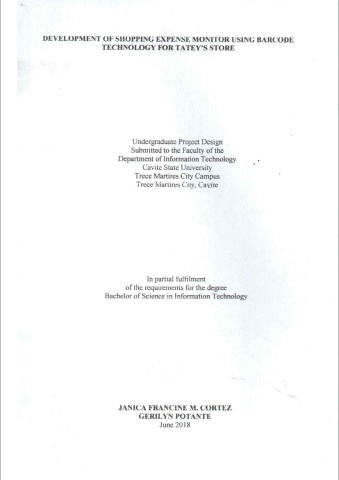 DEVELOPMENT OF SHOPPING EXPENSE MONITOR USING BARCODE
TECHNOLOGY FOR TATEY'S STORE
Undergraduate Project Design
Submitted to the Faculty of the
Department of Information Technology
Cavite State University
Trece Martires City Campus
Trece Martires City, Cavite
In partial fulfilment
of the requirements for the degree
Bachelor of Science in Information Technology
JANICA FRANCINE M. CORTEZ
GERILYN POTANTE
June 2018